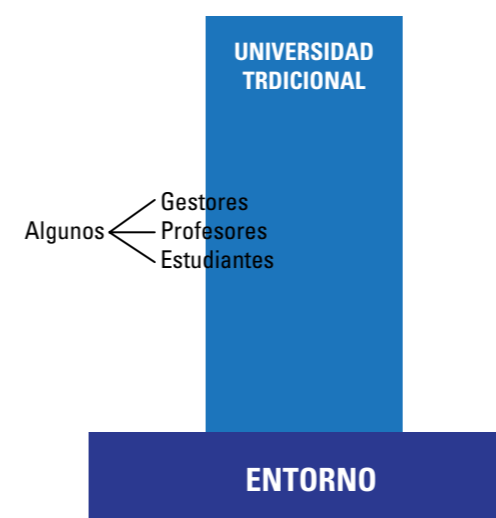 UNIVERSIDAD
TRDICIONAL
Gestores
Algunos Profesores
Estudiantes
ENTORNO